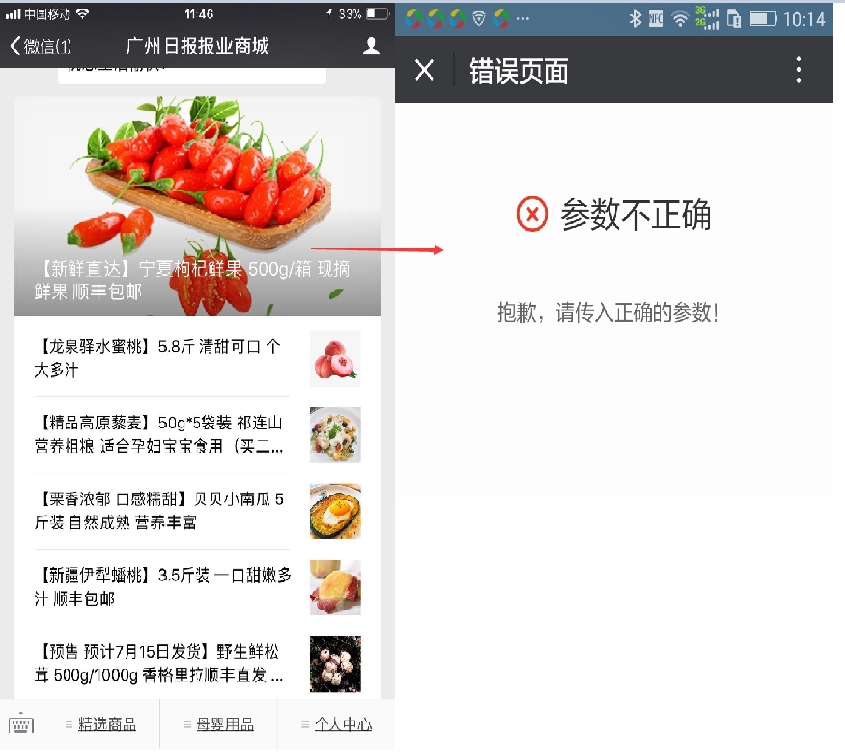 中国移动
11:46
33%
微信(1)
广州日报报业商城
【新鲜直达】宁夏枸杞鲜果 500g/箱 现摘
鲜果 顺丰包邮
【龙泉驿水蜜桃】5.8斤 清甜可口 个
大多汁
【精品高原藜麦】50g*5袋装 祁连山
营养粗粮 适合孕妇宝宝食用（买二...
【栗香浓郁 口感糯甜】贝贝小南瓜 5
斤装 自然成熟 营养丰富
【新疆伊犁蟠桃】3.5斤装 一口甜嫩多
汁 顺丰包邮
【预售 预计7月15日发货】野生鲜松
茸 500g/1000g 香格里拉顺丰直发 ...
精选商品
母婴用品
个人中心
NFC
3G
2G
10:14
错误页面
参数不正确
抱歉，请传入正确的参数！